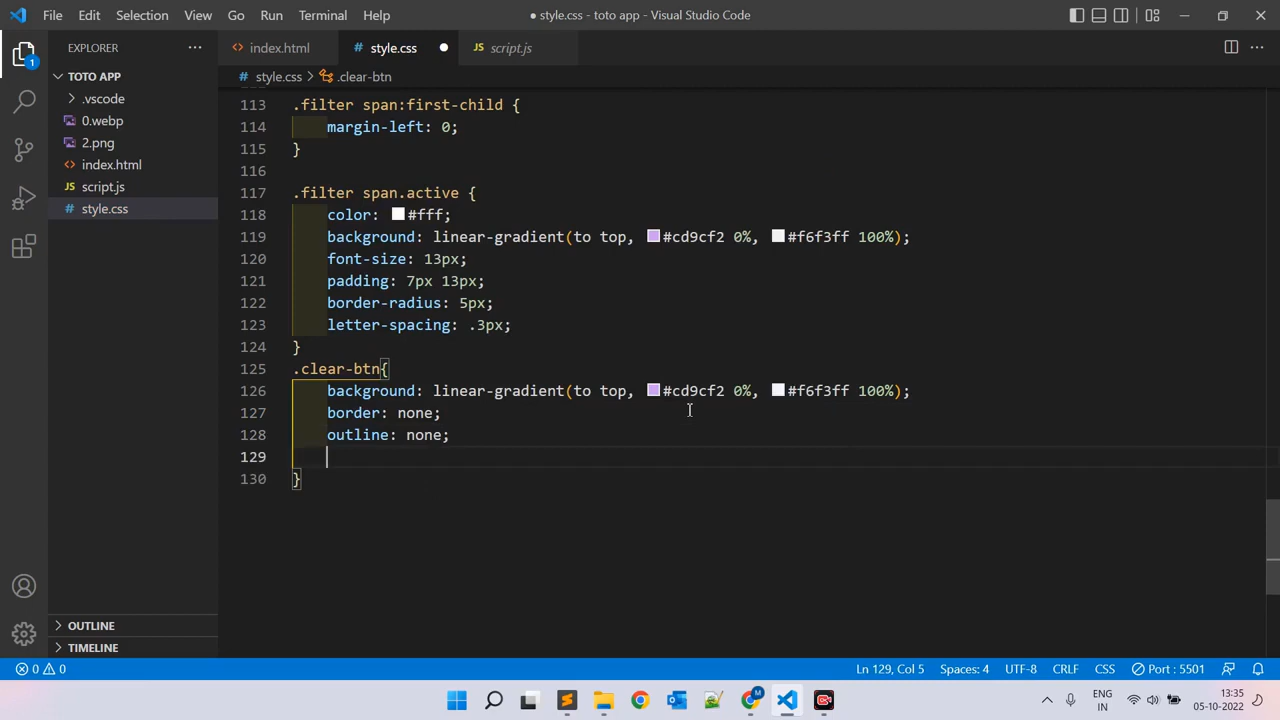 File Edit Selection View Go Run Terminal Help
● style.css - toto app - Visual Studio Code
EXPLORER
TOTO APP
.vscode
0.webp
2.png
index.html
JS script.js
# style.css
OUTLINE
TIMELINE
1
<> index.html
# style.css ●
JS script.js
# style.css > .clear-btn
113 .filter span:first-child {
114     margin-left: 0;
115 }
116
117 .filter span.active {
118     color: #fff;
119     background: linear-gradient(to top, #cd9cf2 0%, #f6f3ff 100%);
120     font-size: 13px;
121     padding: 7px 13px;
122     border-radius: 5px;
123     letter-spacing: .3px;
124 }
125 .clear-btn{
126     background: linear-gradient(to top, #cd9cf2 0%, #f6f3ff 100%);
127     border: none;
128     outline: none;
129
130 }
0 0 Ln 129, Col 5 Spaces: 4 UTF-8 CRLF CSS Port : 5501
M
ENG
IN
13:35
05-10-2022